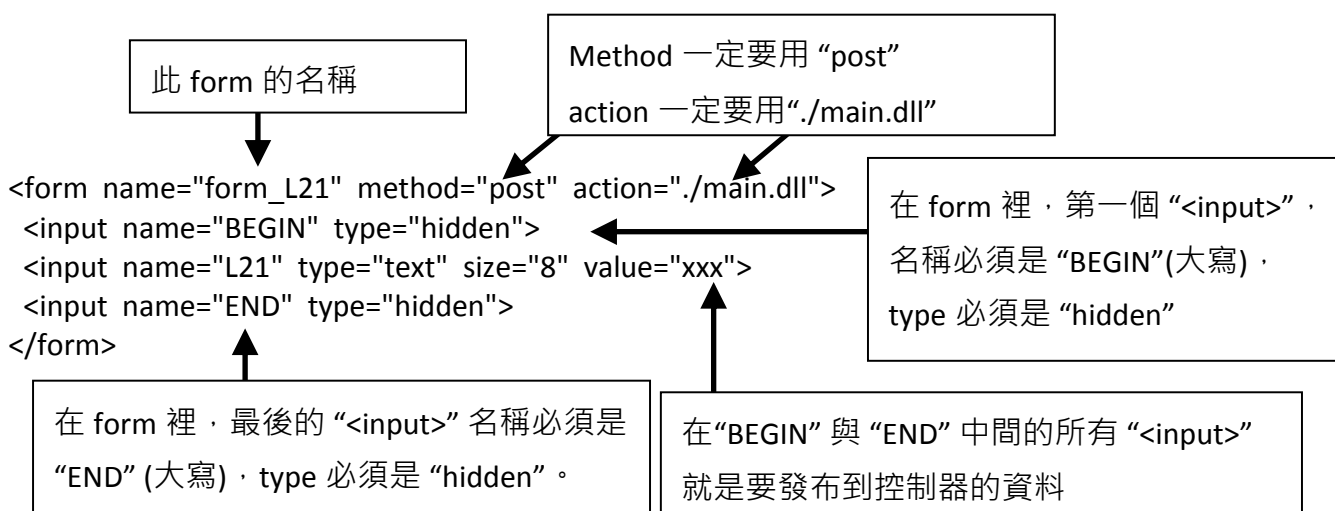 此 form 的名稱
Method 一定要用 “post”
action 一定要用“./main.dll”
<form name="form_L21" method="post" action="./main.dll">
<input name="BEGIN" type="hidden">
<input name="L21" type="text" size="8" value="xxx">
<input name="END" type="hidden">
</form>
在 form 裡，第一個 “<input>”，
名稱必須是 “BEGIN”(大寫)，
type 必須是 “hidden”
在 form 裡，最後的 “<input>” 名稱必須是
“END” (大寫)，type 必須是 “hidden”。
在“BEGIN” 與 “END” 中間的所有 “<input>”
就是要發布到控制器的資料